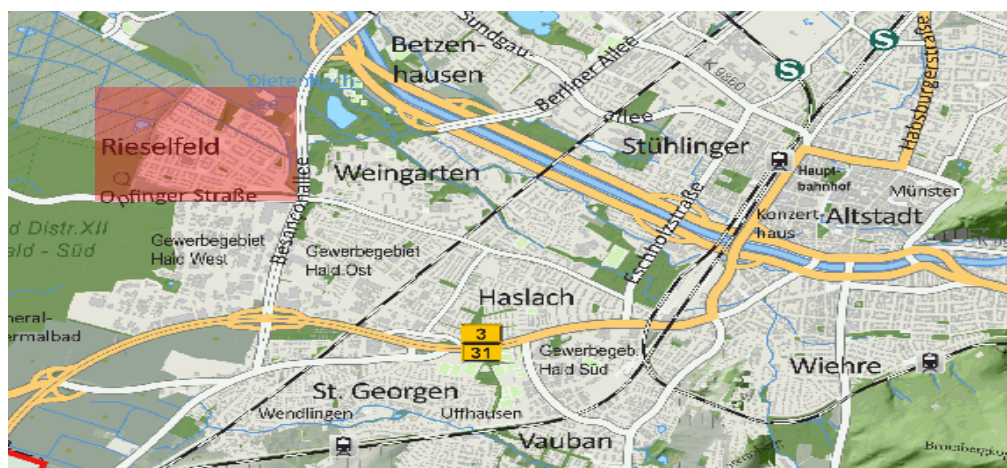 Betzen-
hausen
Sundgau-
allee
Berliner Allee
K 9860
S
S
Habsburgerstraße
Dietenbach-
see
Rieselfeld
Opfinger Straße
Weingarten
Stühlinger
Haupt-
bahnhof
Münster
Altstadt
Konzert
haus
Eschholzstraße
Besançonallee
d Distr.XII
ald - Süd
Gewerbegebiet
Haid West
Gewerbegebiet
Haid Ost
Haslach
3
31
Gewerbegeb.
Haid Süd
neral-
ermalbad
St. Georgen
Wendlingen
Uffhausen
Vauban
Wiehre